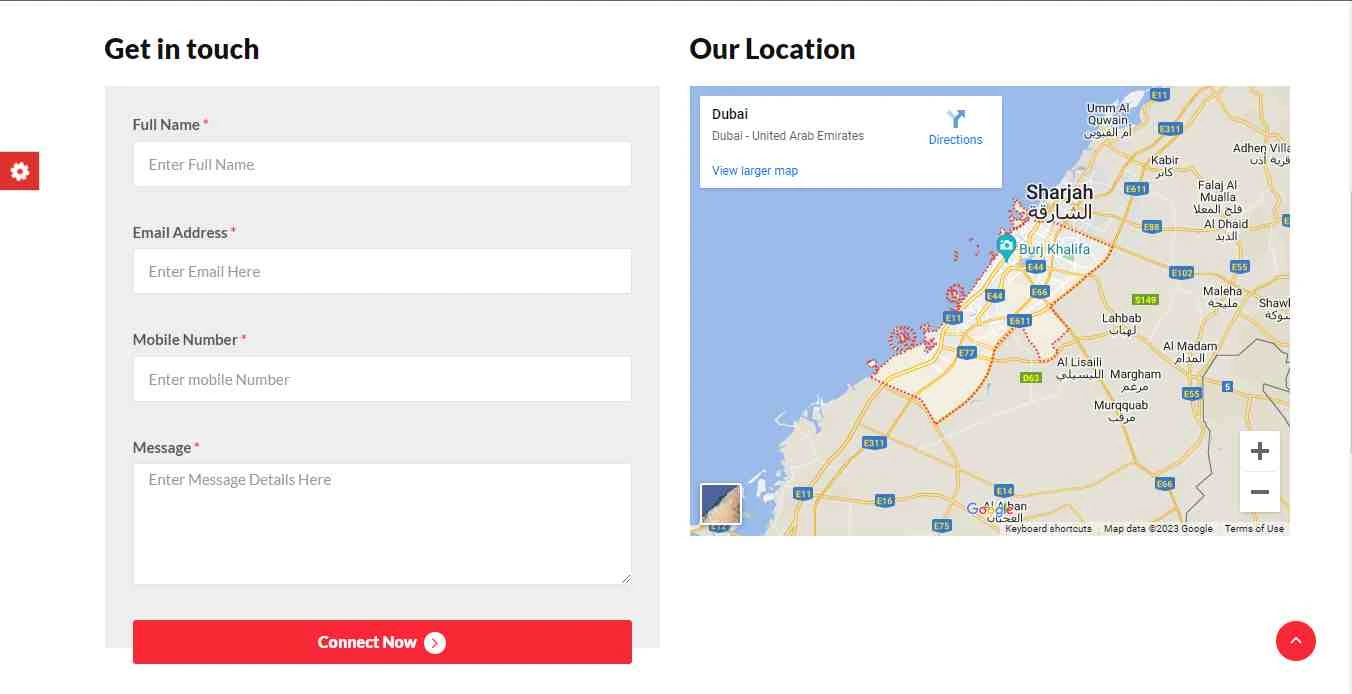 Get in touch
Full Name *
Enter Full Name
Email Address *
Enter Email Here
Mobile Number *
Enter mobile Number
Message *
Enter Message Details Here
Connect Now
Our Location
Dubai
Dubai - United Arab Emirates
Directions
View larger map
E11
Umm Al
Quwain
أم القيوين
E311
Adhen Villa
قرية أذن
Kabir
كابر
E611
Falaj Al
Mualla
فلج المعلا
Sharjah
الشارقة
Al Dhaid
الذيد
E88
Burj Khalifa
E44
E102
E55
E44
E66
Maleha
مليحة
S149
E11
E611
Lahbab
لهباب
Al Madam
المدام
E77
Al Lisaili
الليسيلي
D63
Margham
مرغم
5
E55
Murqquab
مرقب
E311
E66
E11
E16
E14
Google
E75
E12
Keyboard shortcuts
Map data ©2023 Google
Terms of Use